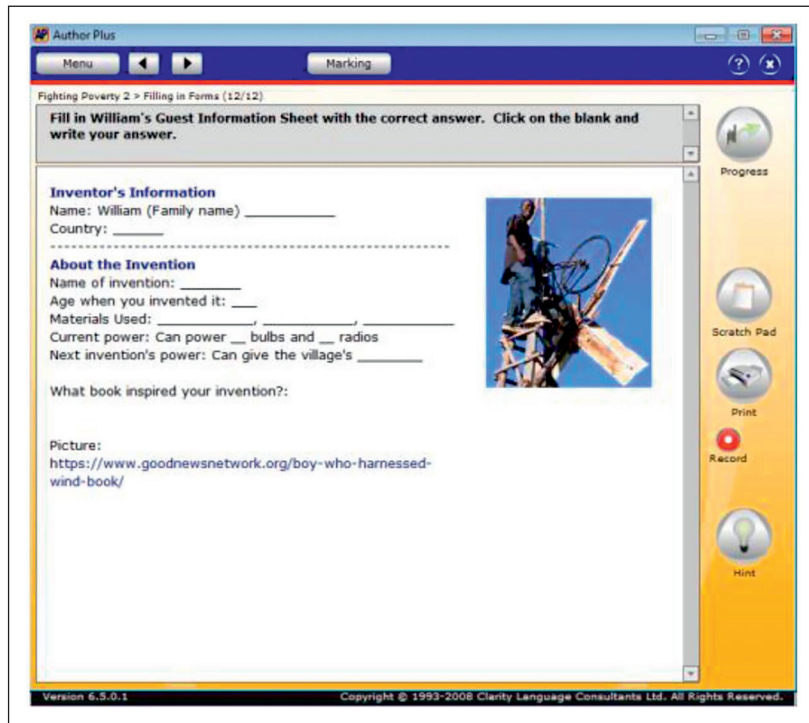 AP Author Plus
Menu
Marking
?
x
Fighting Poverty 2 > Filling in Forms (12/12)
Fill in William's Guest Information Sheet with the correct answer. Click on the blank and
write your answer.
Progress
Inventor's Information
Name: William (Family name) ___________
Country: ______
About the Invention
Name of invention: _______
Age when you invented it: ___
Materials Used: ___________, ___________, ___________
Current power: Can power __ bulbs and __ radios
Next invention's power: Can give the village's ________
What book inspired your invention?:
Picture:
https://www.goodnewsnetwork.org/boy-who-harnessed-
wind-book/
Scratch Pad
Print
Record
Hint
Version 6.5.0.1
Copyright © 1993-2008 Clarity Language Consultants Ltd. All Rights Reserved.